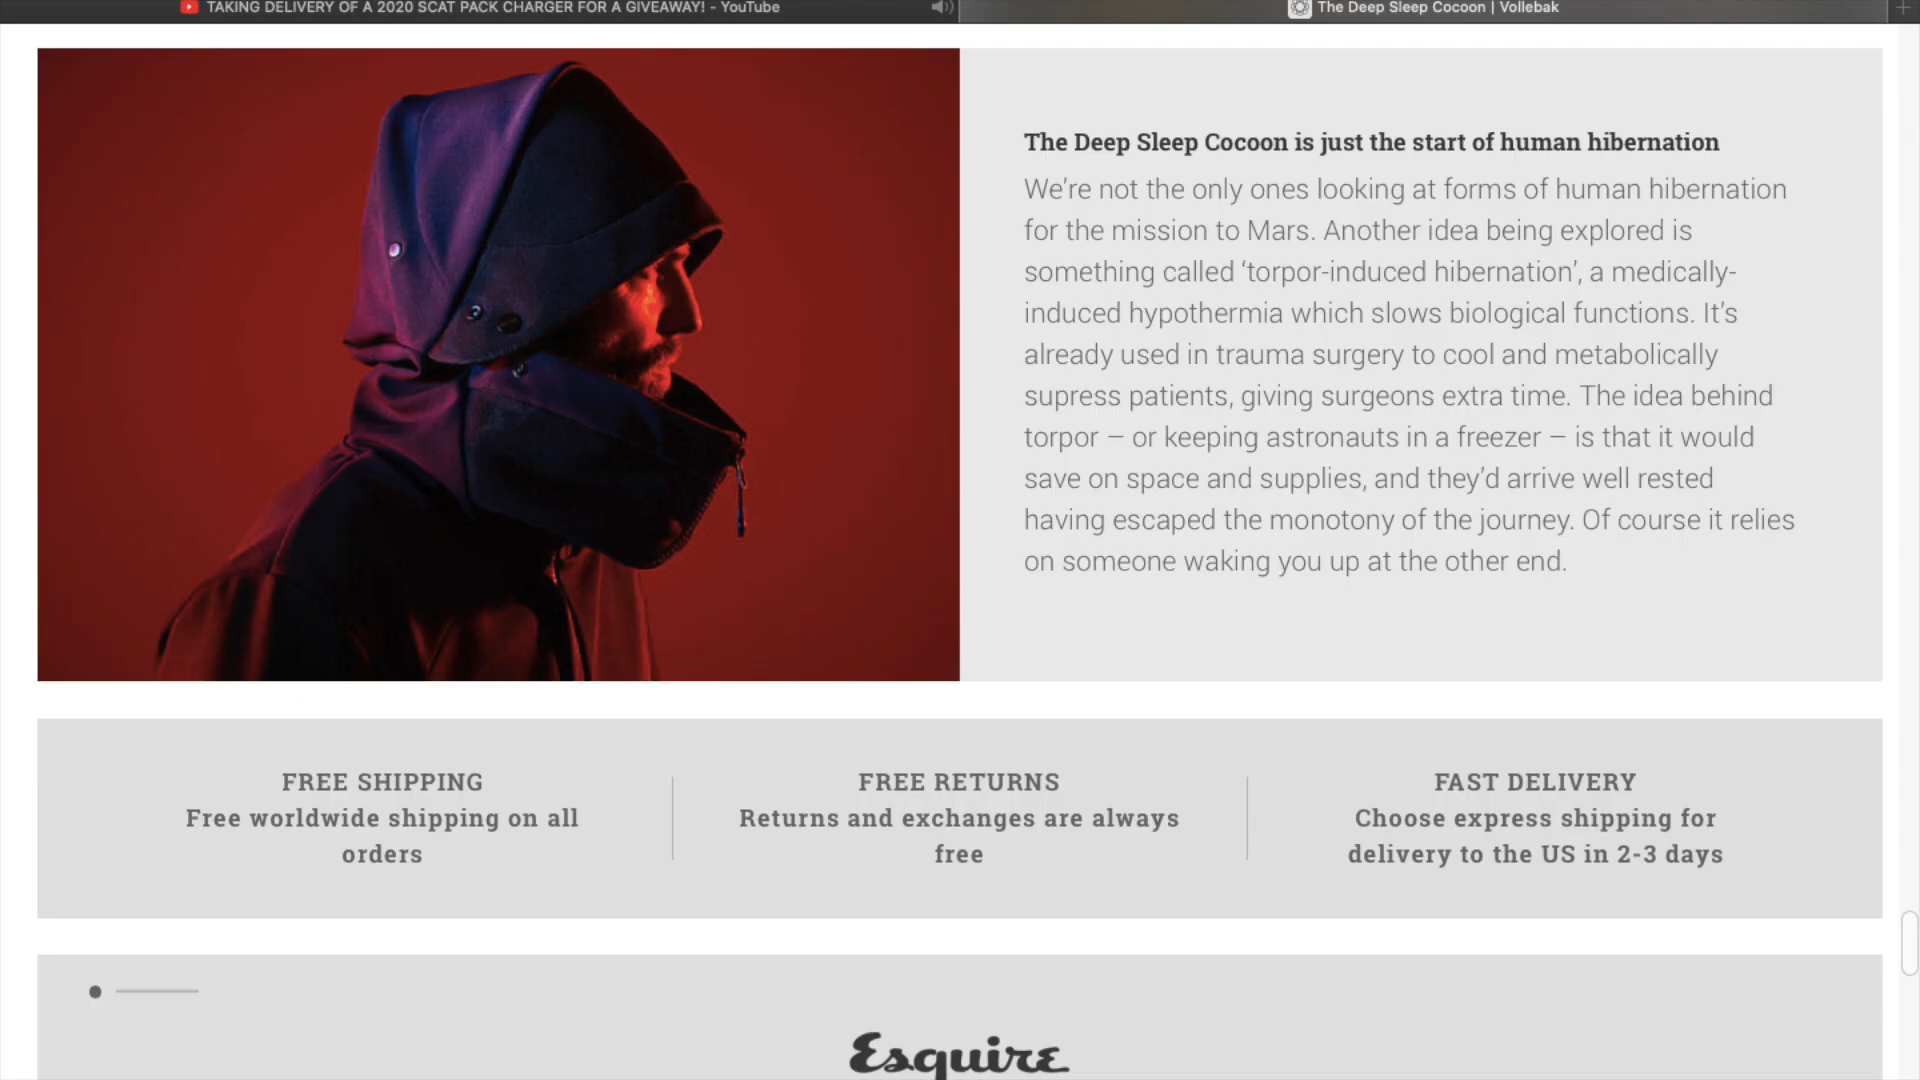 TAKING DELIVERY OF A 2020 SCAT PACK CHARGER FOR A GIVEAWAY! - YouTube
The Deep Sleep Cocoon | Vollebak
The Deep Sleep Cocoon is just the start of human hibernation
We’re not the only ones looking at forms of human hibernation
for the mission to Mars. Another idea being explored is
something called ‘torpor-induced hibernation’, a medically-
induced hypothermia which slows biological functions. It’s
already used in trauma surgery to cool and metabolically
supress patients, giving surgeons extra time. The idea behind
torpor – or keeping astronauts in a freezer – is that it would
save on space and supplies, and they’d arrive well rested
having escaped the monotony of the journey. Of course it relies
on someone waking you up at the other end.
FREE SHIPPING
Free worldwide shipping on all
orders
FREE RETURNS
Returns and exchanges are always
free
FAST DELIVERY
Choose express shipping for
delivery to the US in 2-3 days
Esquire